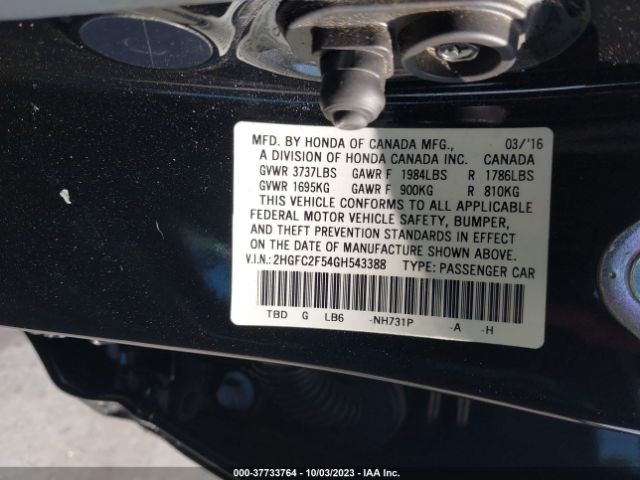 MFD. BY HONDA OF CANADA MFG., 03/'16
A DIVISION OF HONDA CANADA INC. CANADA
GVWR 3737LBS GAWR F 1984LBS R 1786LBS
GVWR 1695KG GAWR F 900KG R 810KG
THIS VEHICLE CONFORMS TO ALL APPLICABLE
FEDERAL MOTOR VEHICLE SAFETY, BUMPER,
AND THEFT PREVENTION STANDARDS IN EFFECT
ON THE DATE OF MANUFACTURE SHOWN ABOVE.
V.I.N.: 2HGFC2F54GH543388 TYPE: PASSENGER CAR
TBD G LB6 -NH731P -A -H
000-37733764 | 10/03/2023 | IAA Inc.